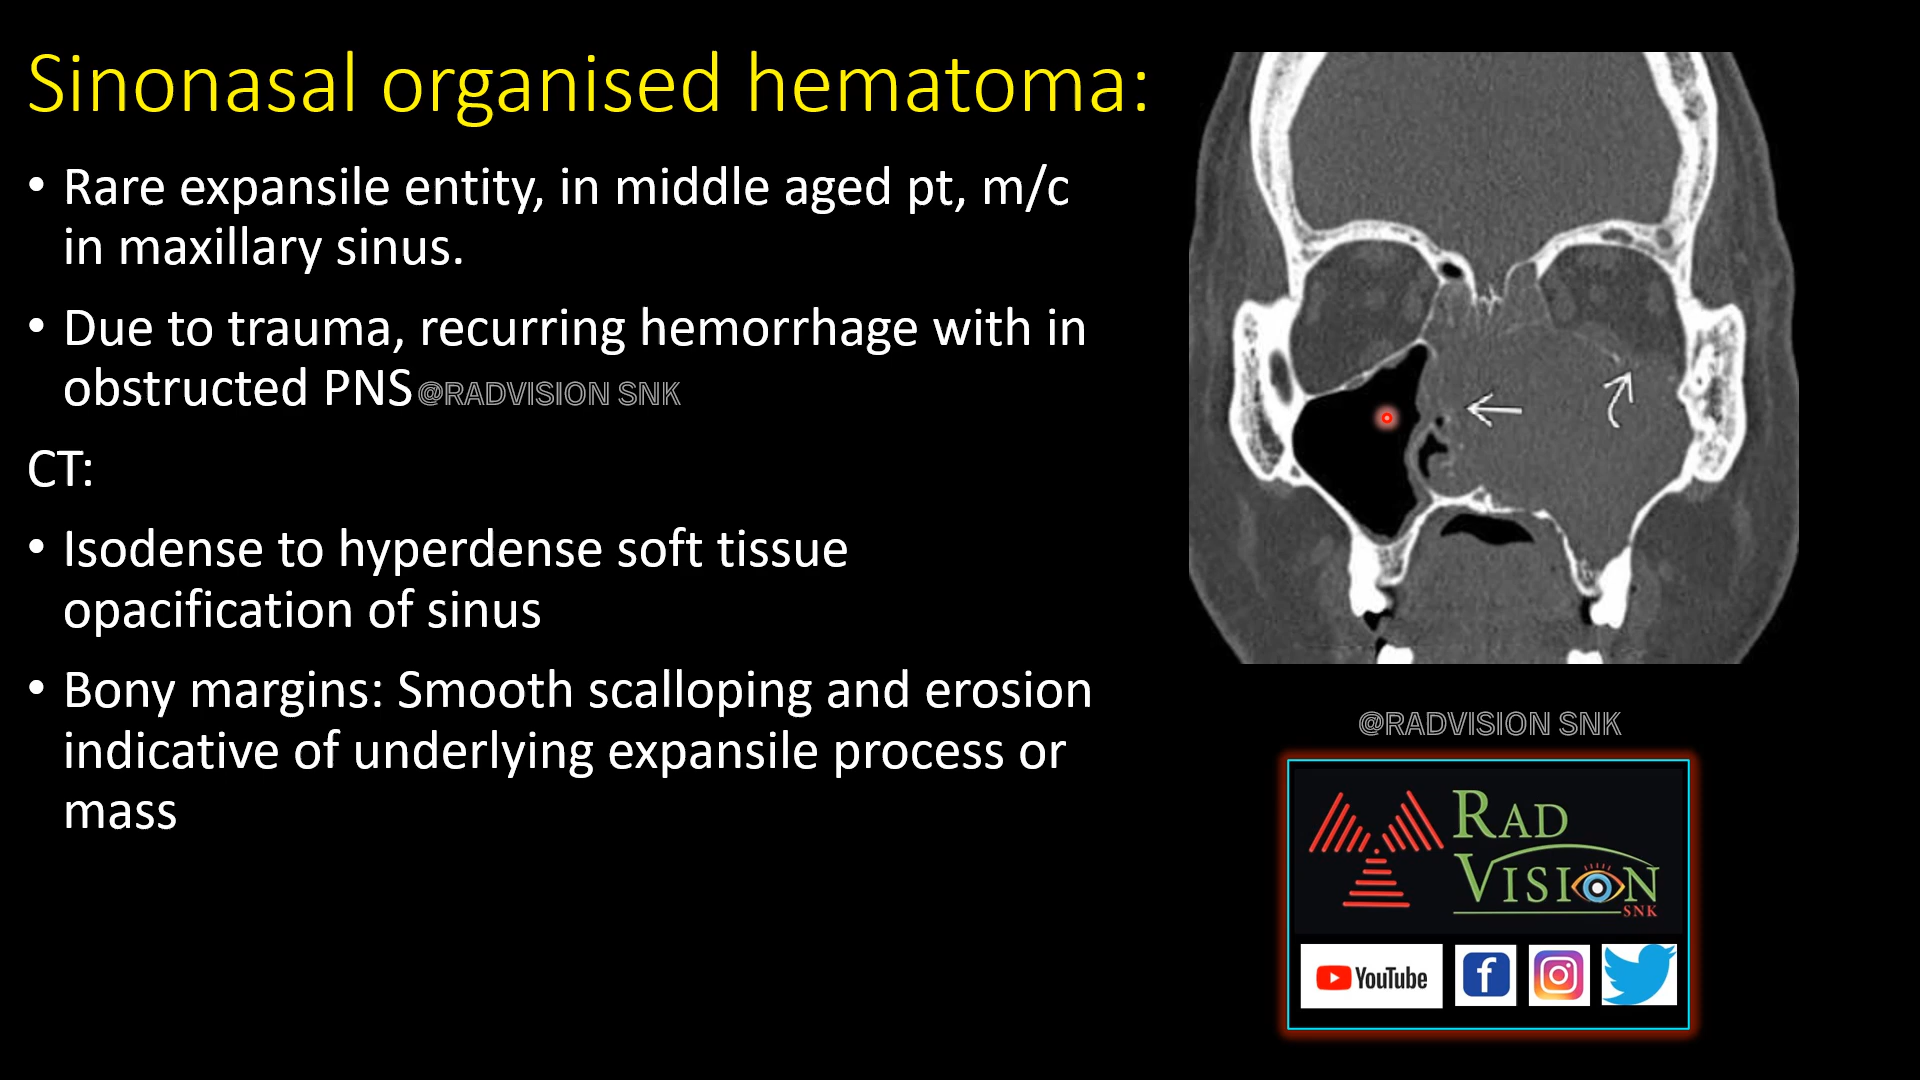 Sinonasal organised hematoma:
• Rare expansile entity, in middle aged pt, m/c
in maxillary sinus.
• Due to trauma, recurring hemorrhage with in
obstructed PNS @RADVISION SNK
CT:
• Isodense to hyperdense soft tissue
opacification of sinus
• Bony margins: Smooth scalloping and erosion
indicative of underlying expansile process or
mass
@RADVISION SNK
RAD
VISION
SNK
YouTube